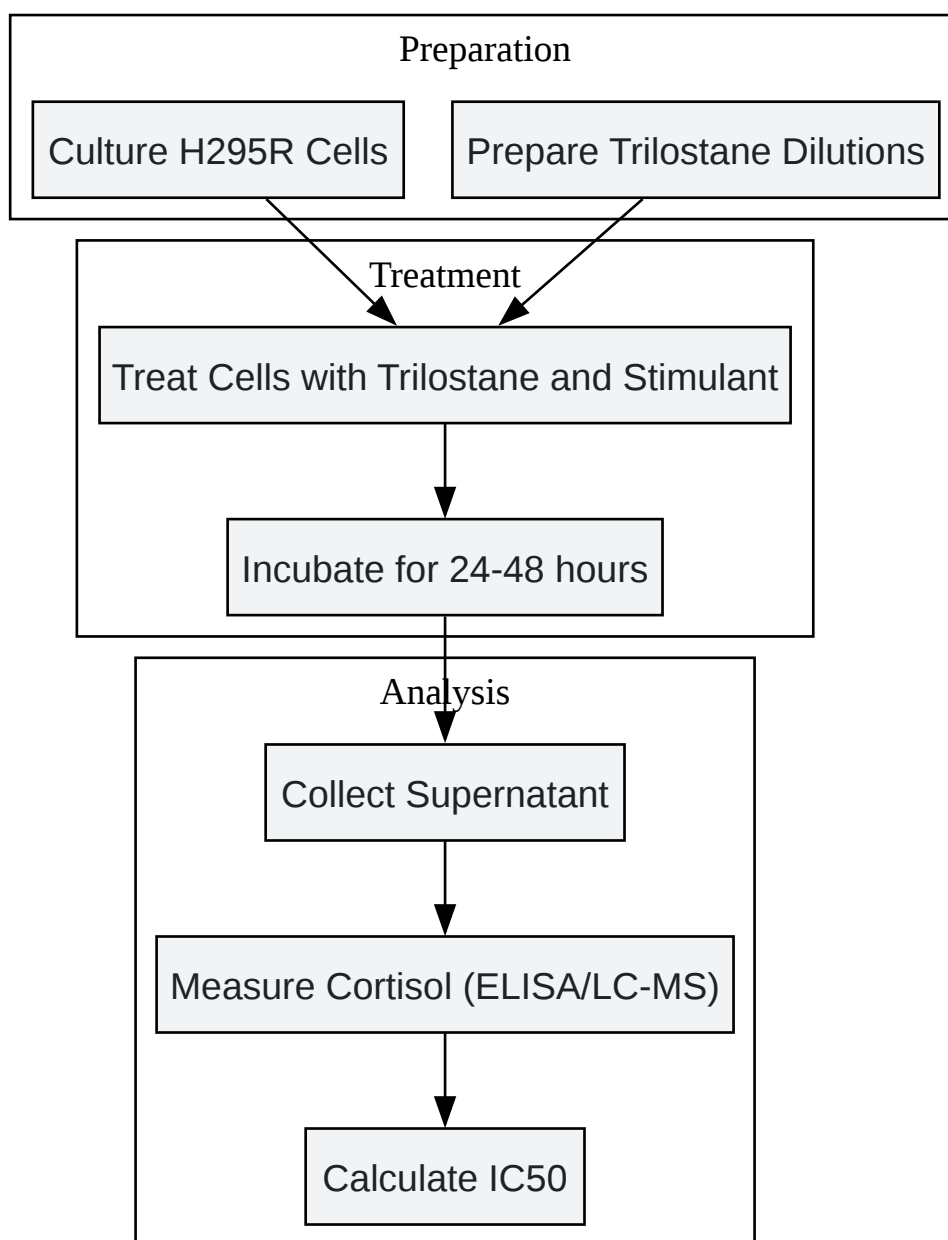 Preparation
Culture H295R Cells
Prepare Trilostane Dilutions
Treatment
Treat Cells with Trilostane and Stimulant
Incubate for 24-48 hours
Analysis
Collect Supernatant
Measure Cortisol (ELISA/LC-MS)
Calculate IC50